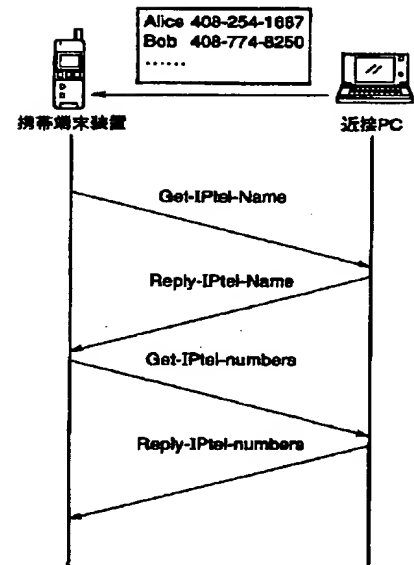 Alice 408-254-1887
Bob 408-774-8250
......
携帯端末装置
近接PC
Get-IPtel-Name
Reply-IPtel-Name
Get-IPtel-numbers
Reply-IPtel-numbers